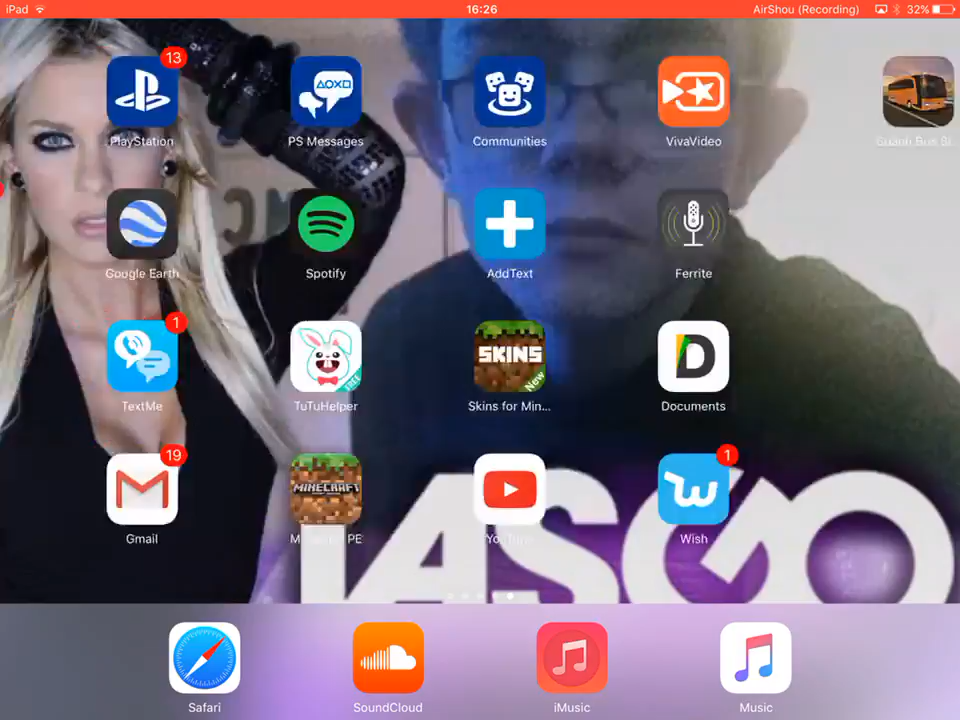 iPad
16:26
AirShou (Recording)
32%
13
PlayStation
PS Messages
Communities
VivaVideo
Google Earth
Spotify
AddText
Ferrite
1
TextMe
FREE
TuTuHelper
SKINS
New
Skins for Min...
D
Documents
19
Gmail
MINECRAFT
PE
1
Wish
Safari
SoundCloud
iMusic
Music